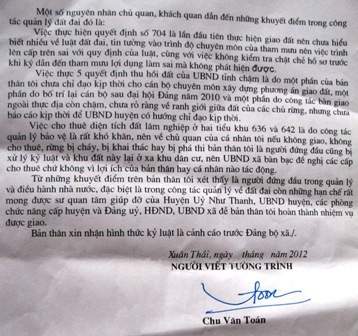 Một số nguyên nhân chủ quan, khách quan dẫn đến những khuyết điểm trong công
tác quản lý đất đai đó là:
Việc thực hiện quyết định số 704 là lần đầu tiên thực hiện giao đất nên chưa hiểu
biết nhiều về luật đất đai, tin tưởng vào trình độ chuyên môn của tham mưu nên việc trình
lên cấp trên sai với quy định của luật, cùng với việc không kiểm tra chặt chẽ hồ sơ trước
khi ký dẫn đến tham mưu lợi dụng làm sai mà không phát hiện được.
Việc thực 5 quyết định thu hồi đất của UBND tỉnh chậm do một phần của bản
thân tôi chưa chỉ đạo kịp thời cán bộ chuyên môn xây dựng phương án giao đất, một
phần do bố trí lại cán bộ sau đại hội Đảng năm 2010 và một phần do công tác bàn giao
ngoài thực địa còn chậm, chưa rõ ràng về ranh giới giữa đất của các chủ rừng, nhưng chưa
báo cáo kịp thời để UBND huyện có hướng chỉ đạo kịp thời.
Việc cho thuê diện tích đất lâm nghiệp ở hai tiểu khu 636 và 642 là do công tác
quản lý bảo vệ là rất khó khăn, nên về chủ quan của cá nhân tôi nếu không giao, không
cho thuê, rừng bị cháy, bị khai thác hay bị phá thì bản thân tôi là người đứng đầu cũng bị
xử lý kỷ luật và khu đất này lại ở xa khu dân cư, nên UBND xã bàn bạc đề nghị các cấp
cho thuê chứ không vì lợi ích của bản thân hay cá nhân nào tác động.
Từ những khuyết điểm trên bản thân tôi xét thấy là người đứng đầu trong quản lý
và điều hành nhà nước, đặc biệt là trong công tác quản lý về đất đai còn những hạn chế rất
mong được sự quan tâm giúp đỡ của Huyện Uỷ Như Thanh, UBND huyện, các phòng
chức năng cấp huyện và Đảng uỷ, HĐND, UBND xã để bản thân tôi hoàn thành nhiệm vụ
được giao.
Bản thân xin nhận hình thức kỷ luật là cảnh cáo trước Đảng bộ xã./.
Xuân Thái, ngày tháng năm 2012
NGƯỜI VIẾT TƯỜNG TRÌNH
Chu Văn Toán